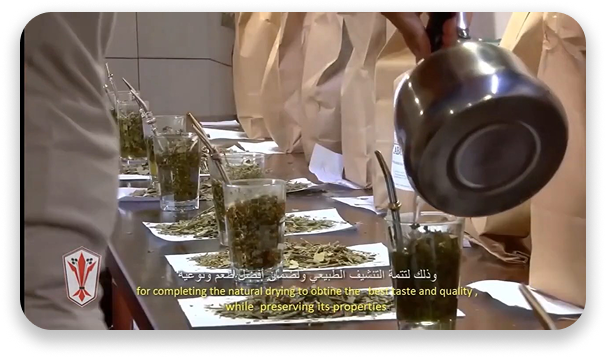 وذلك لتتمة التنشيف الطبيعي ولضمان أفضل طعم ونوعية
for completing the natural drying to obtine the best taste and quality ,
while preserving its properties